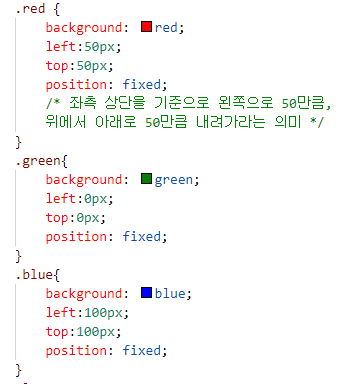 .red {
background: red;
left:50px;
top:50px;
position: fixed;
/* 좌측 상단을 기준으로 왼쪽으로 50만큼,
위에서 아래로 50만큼 내려가라는 의미 */
}
.green{
background: green;
left:0px;
top:0px;
position: fixed;
}
.blue{
background: blue;
left:100px;
top:100px;
position: fixed;
}